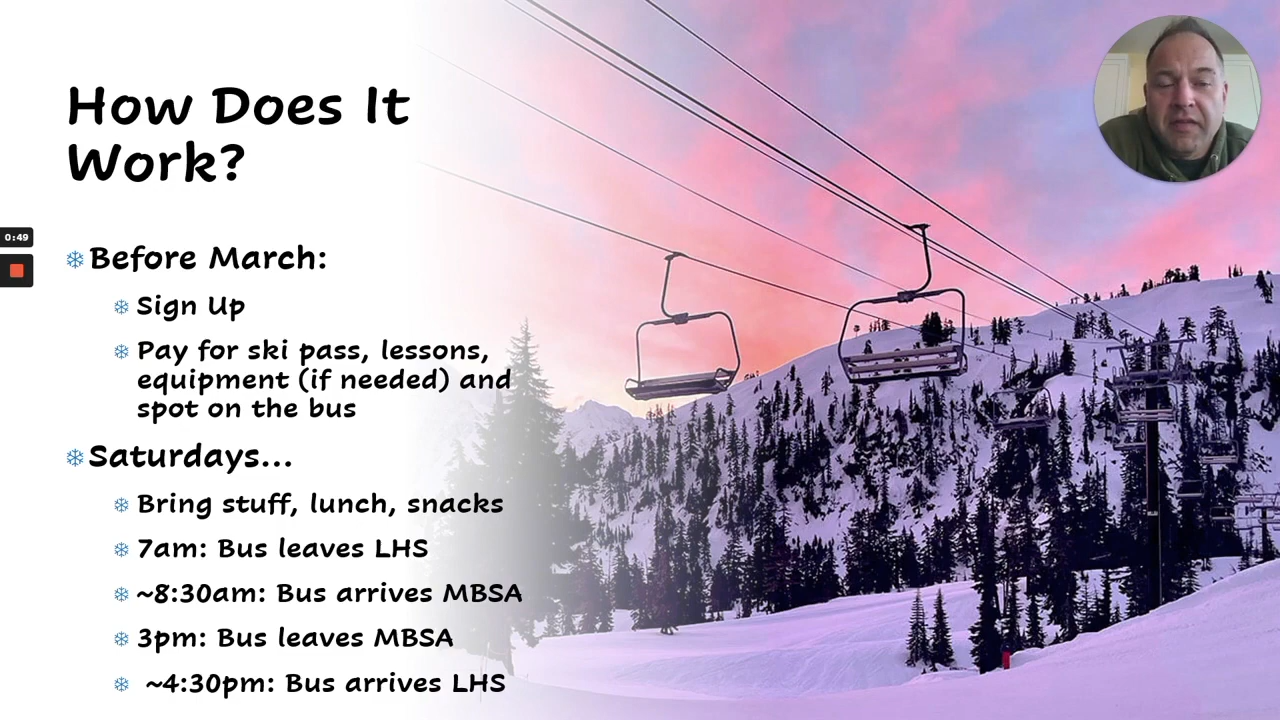 How Does It
Work?
0:49
Before March:
Sign Up
Pay for ski pass, lessons,
equipment (if needed) and
spot on the bus
Saturdays...
Bring stuff, lunch, snacks
7am: Bus leaves LHS
~8:30am: Bus arrives MBSA
3pm: Bus leaves MBSA
~4:30pm: Bus arrives LHS